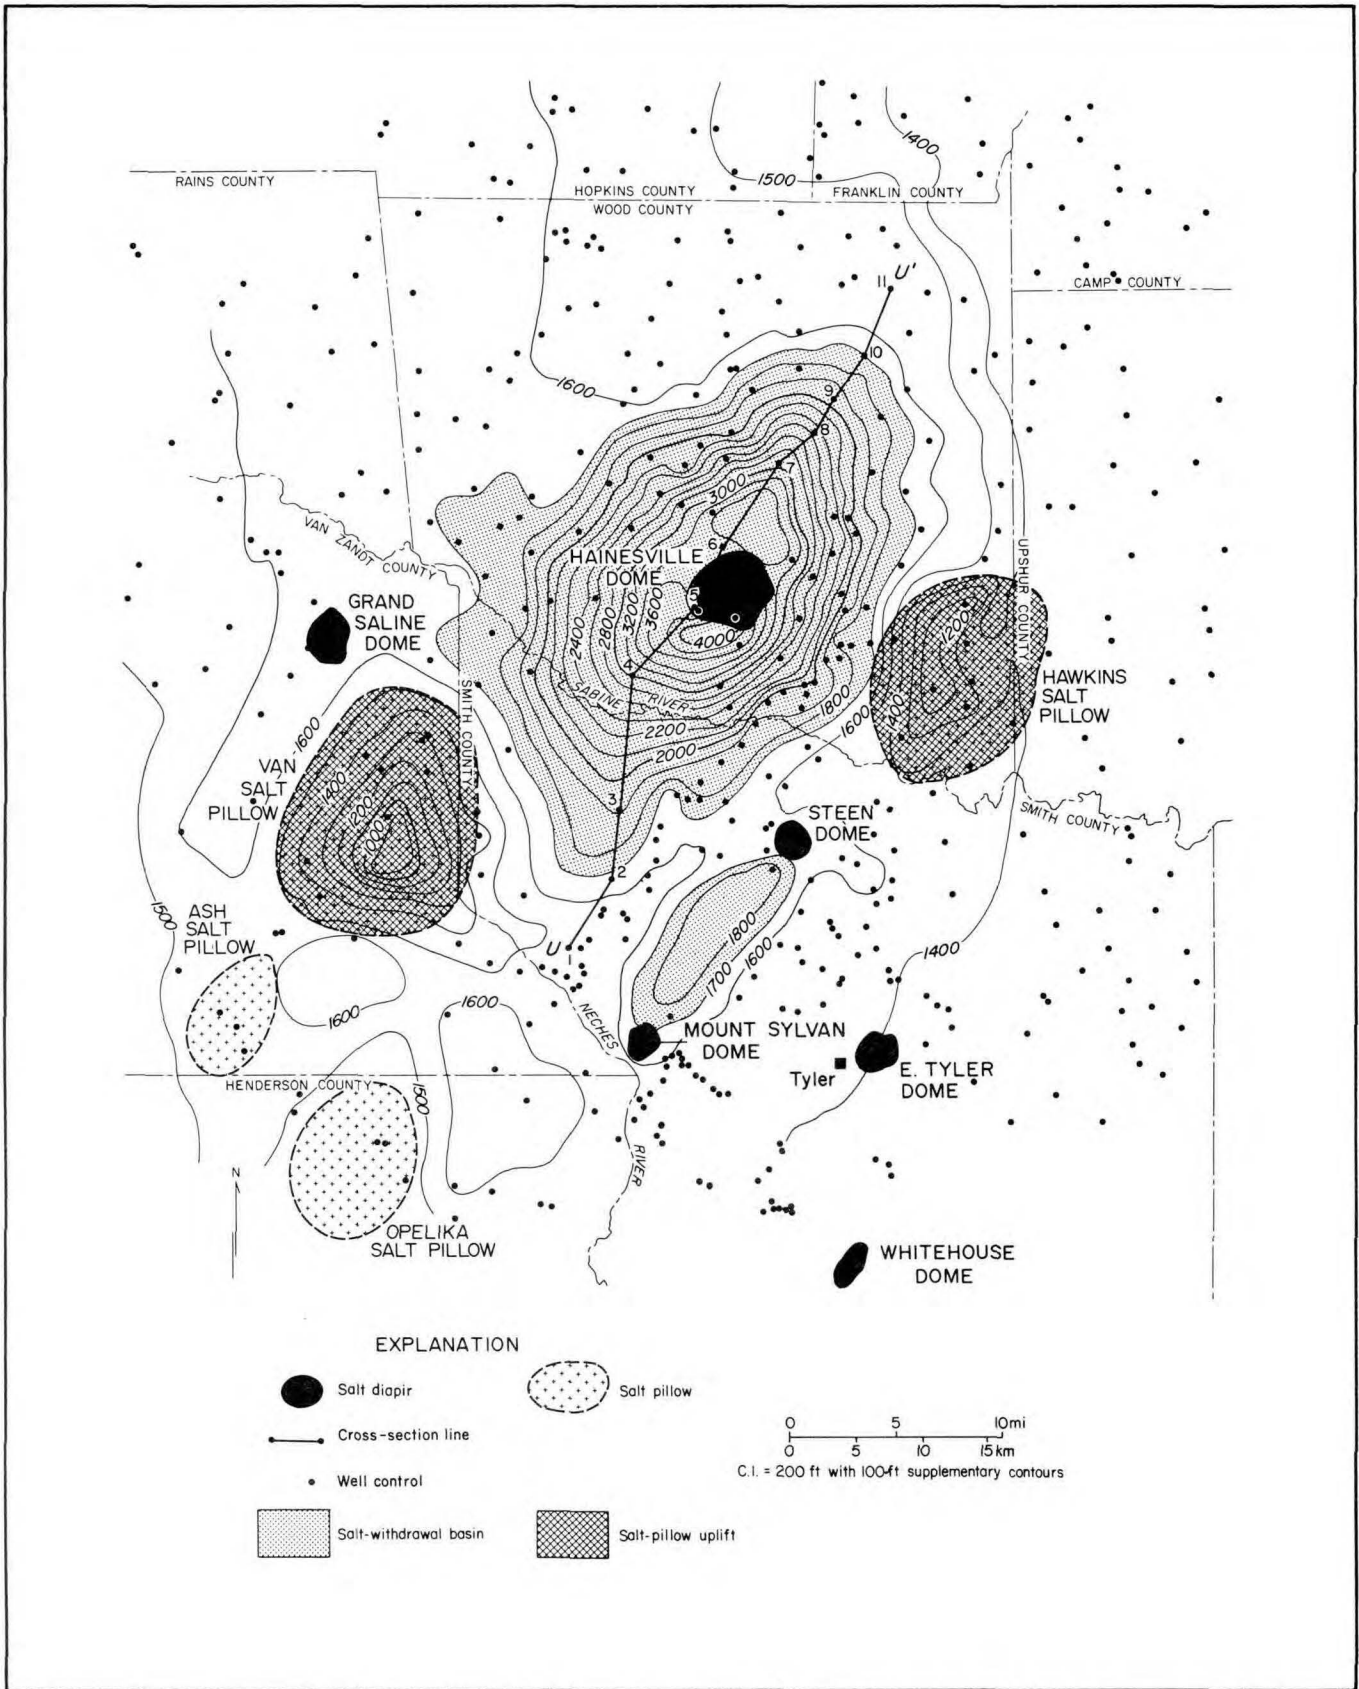 1400
RAINS COUNTY
HOPKINS COUNTY
1500
FRANKLIN COUNTY
WOOD COUNTY
U'
11
CAMP COUNTY
10
1600
9
8
7
3000
VAN ZANDT COUNTY
UPSHUR COUNTY
6
HAINESVILLE
DOME
5
GRAND
SALINE
DOME
2400
2800
3200
3600
4000
1200
4
SABINE RIVER
HAWKINS
SALT
PILLOW
SMITH COUNTY
1800
1600
1400
2200
2000
1600
VAN
SALT
PILLOW
1400
1200
1000
3
STEEN
DOME
SMITH COUNTY
2
ASH
SALT
PILLOW
1500
1800
1700
1600
U
1
1400
1600
1600
NECHES
RIVER
MOUNT SYLVAN
DOME
Tyler
E. TYLER
DOME
HENDERSON COUNTY
1500
N
OPELIKA
SALT PILLOW
WHITEHOUSE
DOME
EXPLANATION
Salt diapir
Salt pillow
Cross-section line
Well control
Salt-withdrawal basin
Salt-pillow uplift
0 5 10 mi
0 5 10 15 km
C.I. = 200 ft with 100-ft supplementary contours